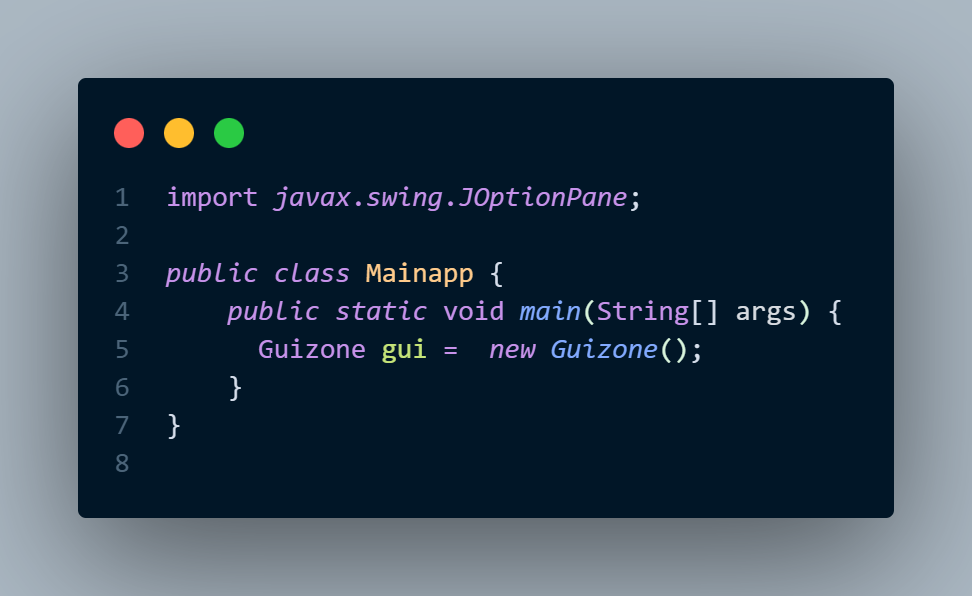 1 import javax.swing.JOptionPane;
2
3 public class Mainapp {
4     public static void main(String[] args) {
5       Guizone gui =  new Guizone();
6     }
7 }
8